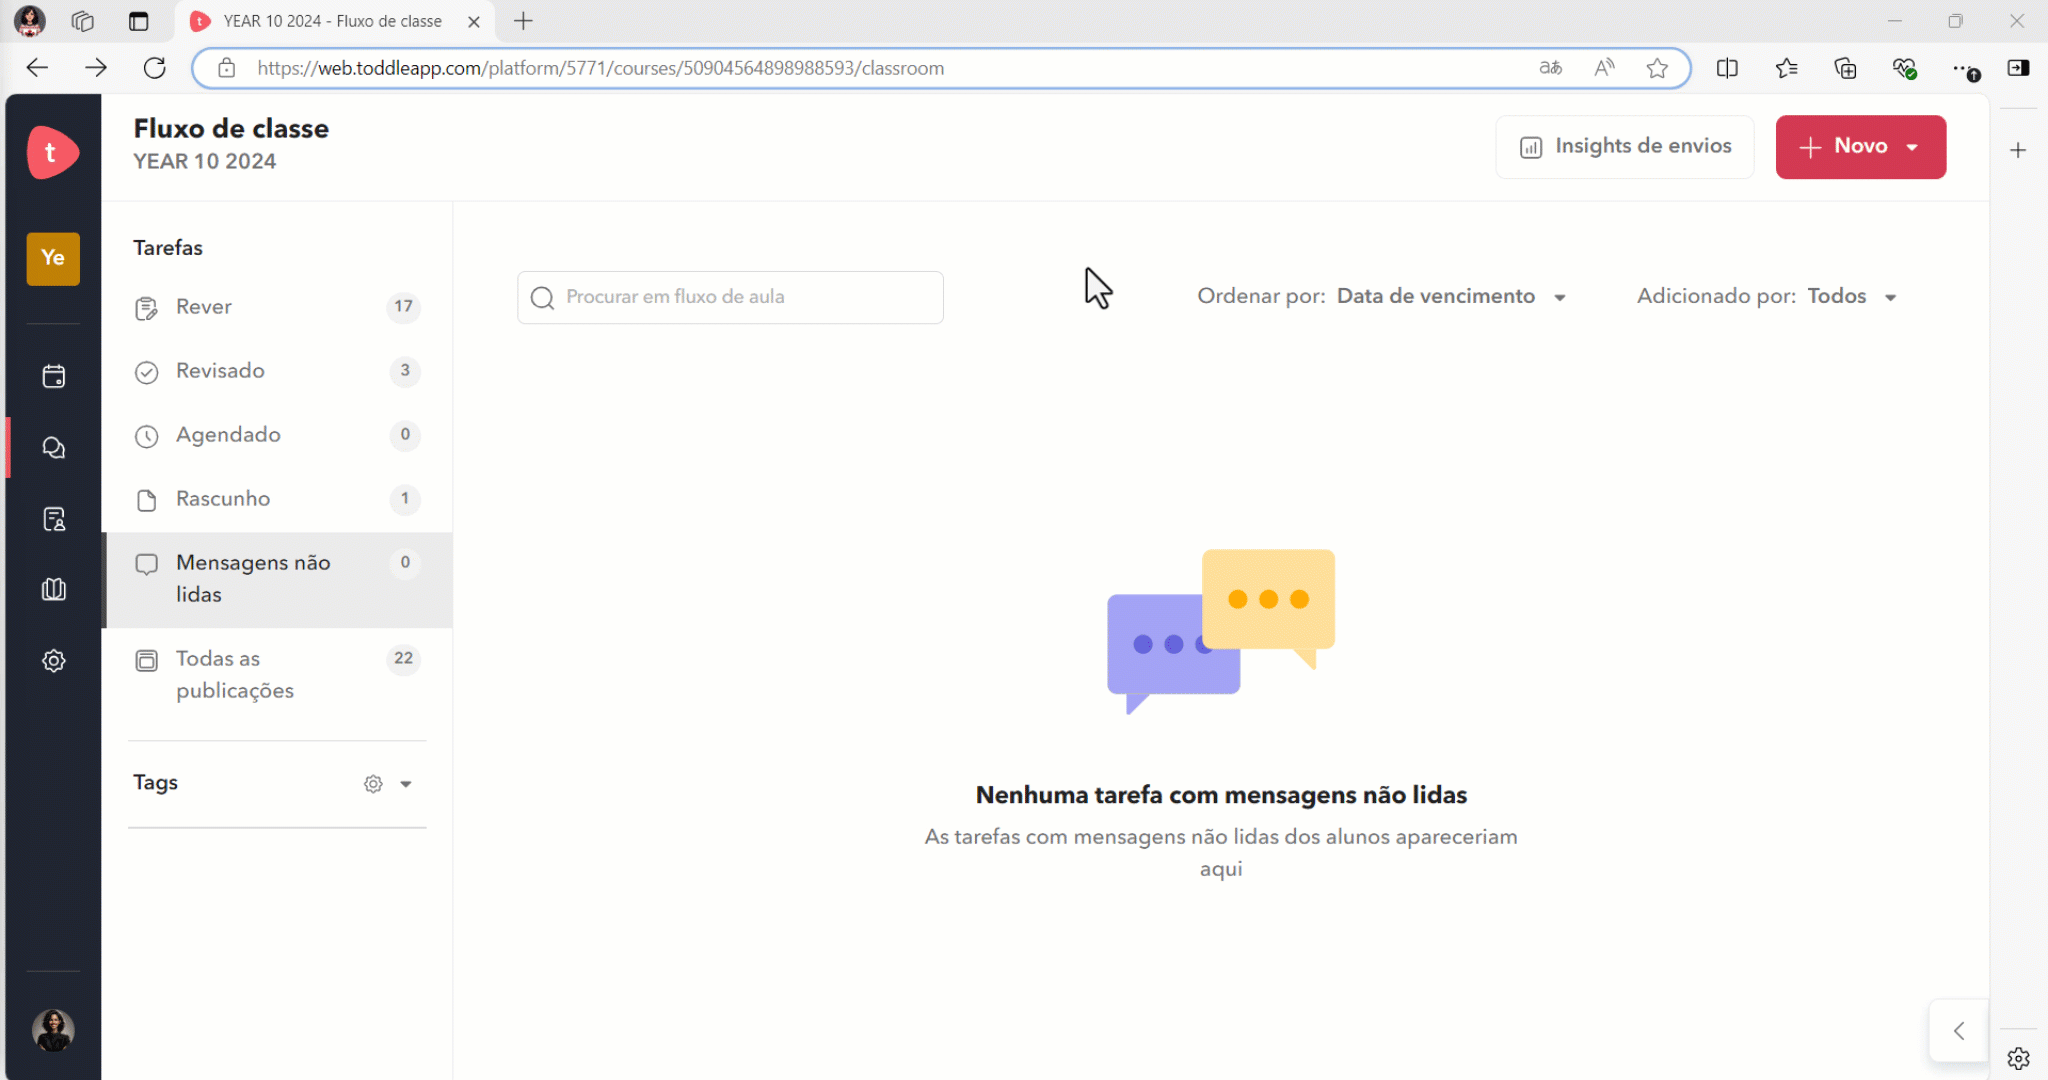 YEAR 10 2024 - Fluxo de classe
https://web.toddleapp.com/platform/5771/courses/50904564898988593/classroom
t
Fluxo de classe
YEAR 10 2024
Insights de envios
Novo
Ye
Tarefas
Rever 17
Revisado 3
Agendado 0
Rascunho 1
Mensagens não 0
lidas
Todas as 22
publicações
Tags
Procurar em fluxo de aula
Ordenar por: Data de vencimento
Adicionado por: Todos
Nenhuma tarefa com mensagens não lidas
As tarefas com mensagens não lidas dos alunos apareceriam
aqui